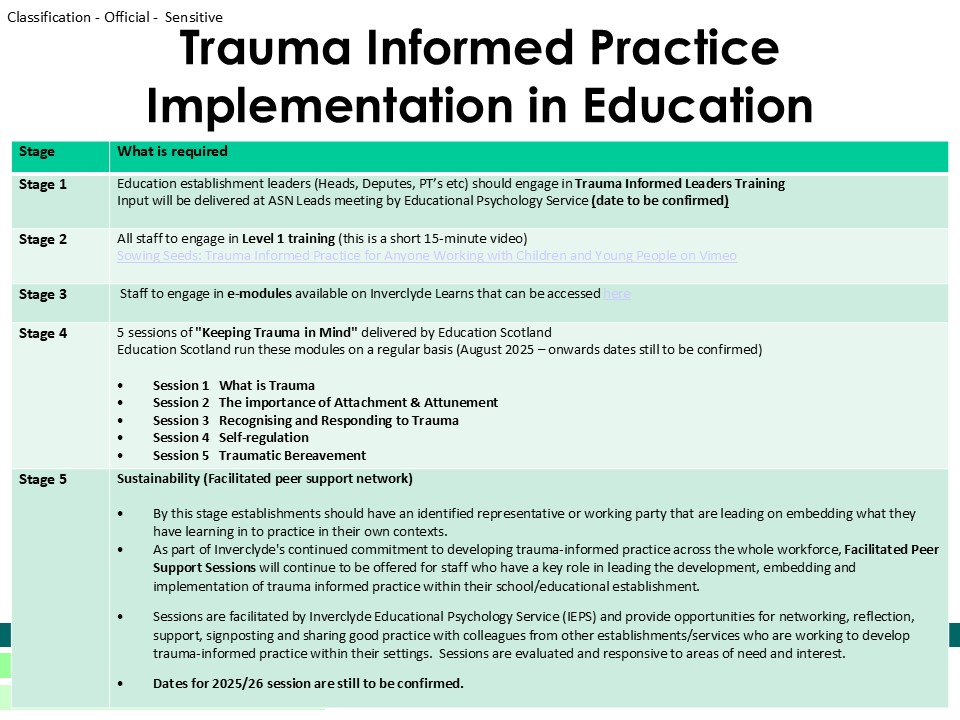 Classification - Official - Sensitive
Trauma Informed Practice
Implementation in Education
Stage What is required
Stage 1 Education establishment leaders (Heads, Deputes, PT's etc) should engage in Trauma Informed Leaders Training
Input will be delivered at ASN Leads meeting by Educational Psychology Service (date to be confirmed)
Stage 2 All staff to engage in Level 1 training (this is a short 15-minute video)
Sowing Seeds: Trauma Informed Practice for Anyone Working with Children and Young People on Vimeo
Stage 3 Staff to engage in e-modules available on Inverclyde Learns that can be accessed here
Stage 4 5 sessions of "Keeping Trauma in Mind" delivered by Education Scotland
Education Scotland run these modules on a regular basis (August 2025 – onwards dates still to be confirmed)
• Session 1 What is Trauma
• Session 2 The importance of Attachment & Attunement
• Session 3 Recognising and Responding to Trauma
• Session 4 Self-regulation
• Session 5 Traumatic Bereavement
Stage 5 Sustainability (Facilitated peer support network)
• By this stage establishments should have an identified representative or working party that are leading on embedding what they
have learning in to practice in their own contexts.
• As part of Inverclyde's continued commitment to developing trauma-informed practice across the whole workforce, Facilitated Peer
Support Sessions will continue to be offered for staff who have a key role in leading the development, embedding and
implementation of trauma informed practice within their school/educational establishment.
• Sessions are facilitated by Inverclyde Educational Psychology Service (IEPS) and provide opportunities for networking, reflection,
support, signposting and sharing good practice with colleagues from other establishments/services who are working to develop
trauma-informed practice within their settings. Sessions are evaluated and responsive to areas of need and interest.
• Dates for 2025/26 session are still to be confirmed.